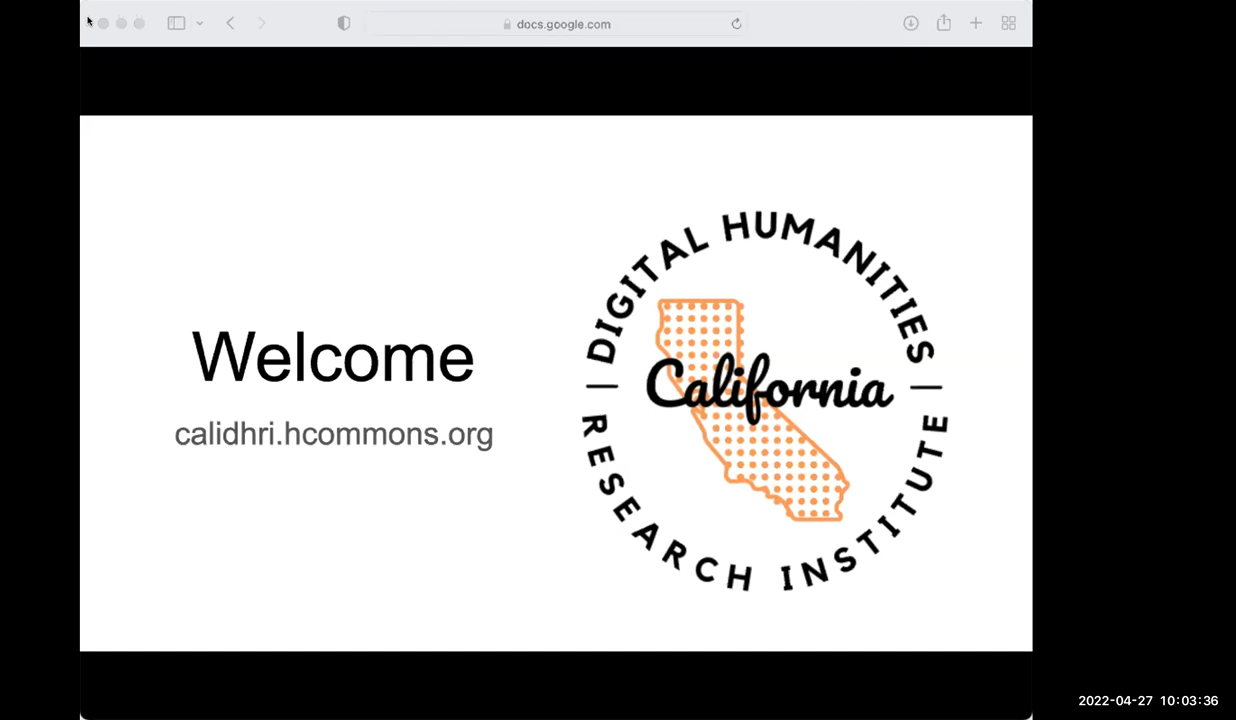 docs.google.com
Welcome
calidhri.hcommons.org
DIGITAL HUMANITIES
California
RESEARCH INSTITUTE
2022-04-27 10:03:36